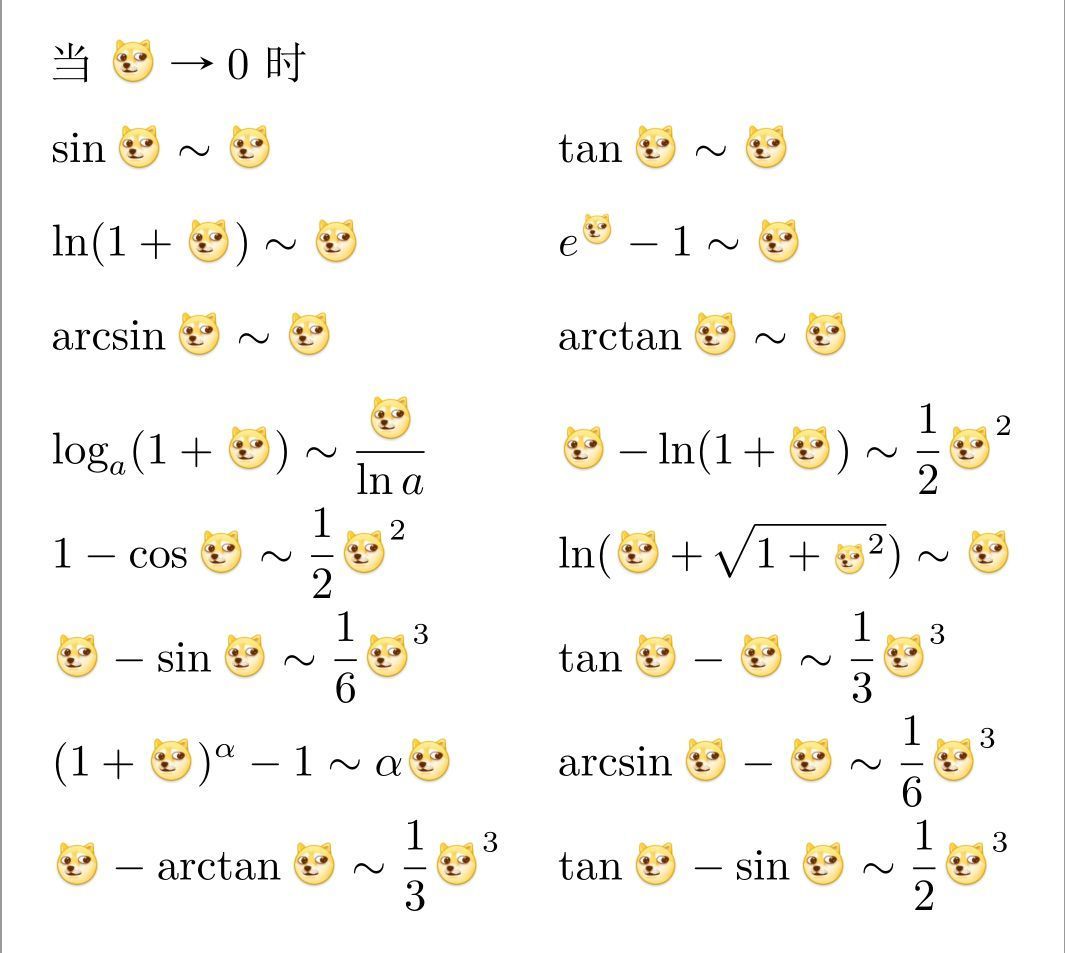 当 🐶 → 0 时
sin 🐶 ∼ 🐶
tan 🐶 ∼ 🐶
ln(1 + 🐶) ∼ 🐶
e^🐶 − 1 ∼ 🐶
arcsin 🐶 ∼ 🐶
arctan 🐶 ∼ 🐶
logₐ(1 + 🐶) ∼ 🐶/ln a
🐶 − ln(1 + 🐶) ∼ 1/2 🐶²
1 − cos 🐶 ∼ 1/2 🐶²
ln(🐶 + √(1 + 🐶²)) ∼ 🐶
🐶 − sin 🐶 ∼ 1/6 🐶³
tan 🐶 − 🐶 ∼ 1/3 🐶³
(1 + 🐶)^α − 1 ∼ α🐶
arcsin 🐶 − 🐶 ∼ 1/6 🐶³
🐶 − arctan 🐶 ∼ 1/3 🐶³
tan 🐶 − sin 🐶 ∼ 1/2 🐶³